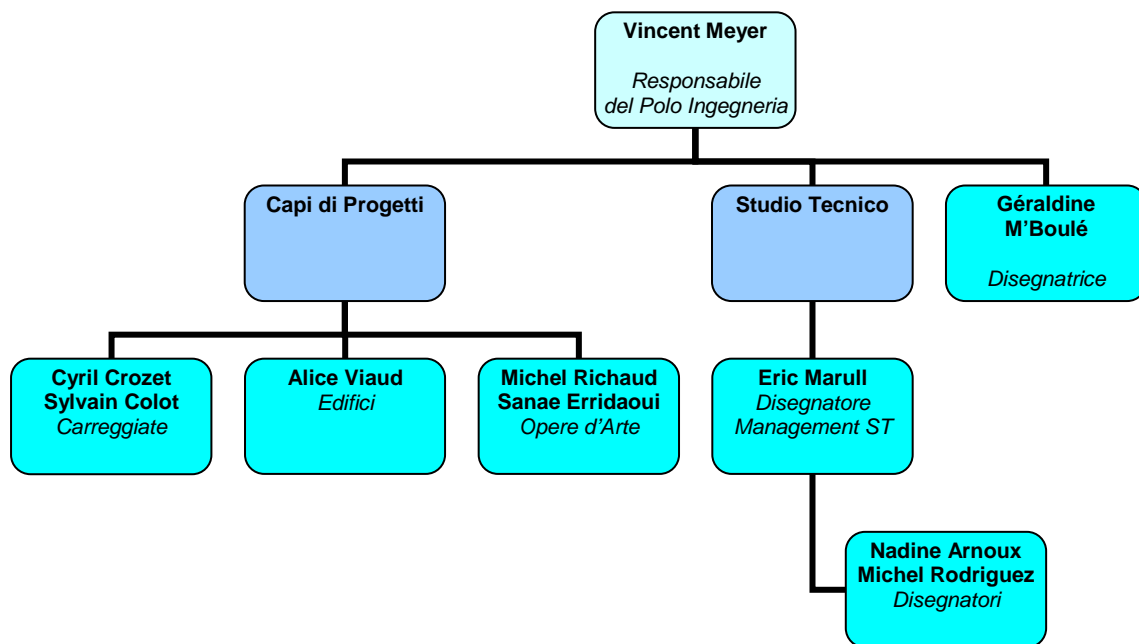 Vincent Meyer
Responsabile
del Polo Ingegneria
Capi di Progetti
Studio Tecnico
Géraldine
M’Boulé
Disegnatrice
Cyril Crozet
Sylvain Colot
Carreggiate
Alice Viaud
Edifici
Michel Richaud
Sanae Erridaoui
Opere d’Arte
Eric Marull
Disegnatore
Management ST
Nadine Arnoux
Michel Rodriguez
Disegnatori